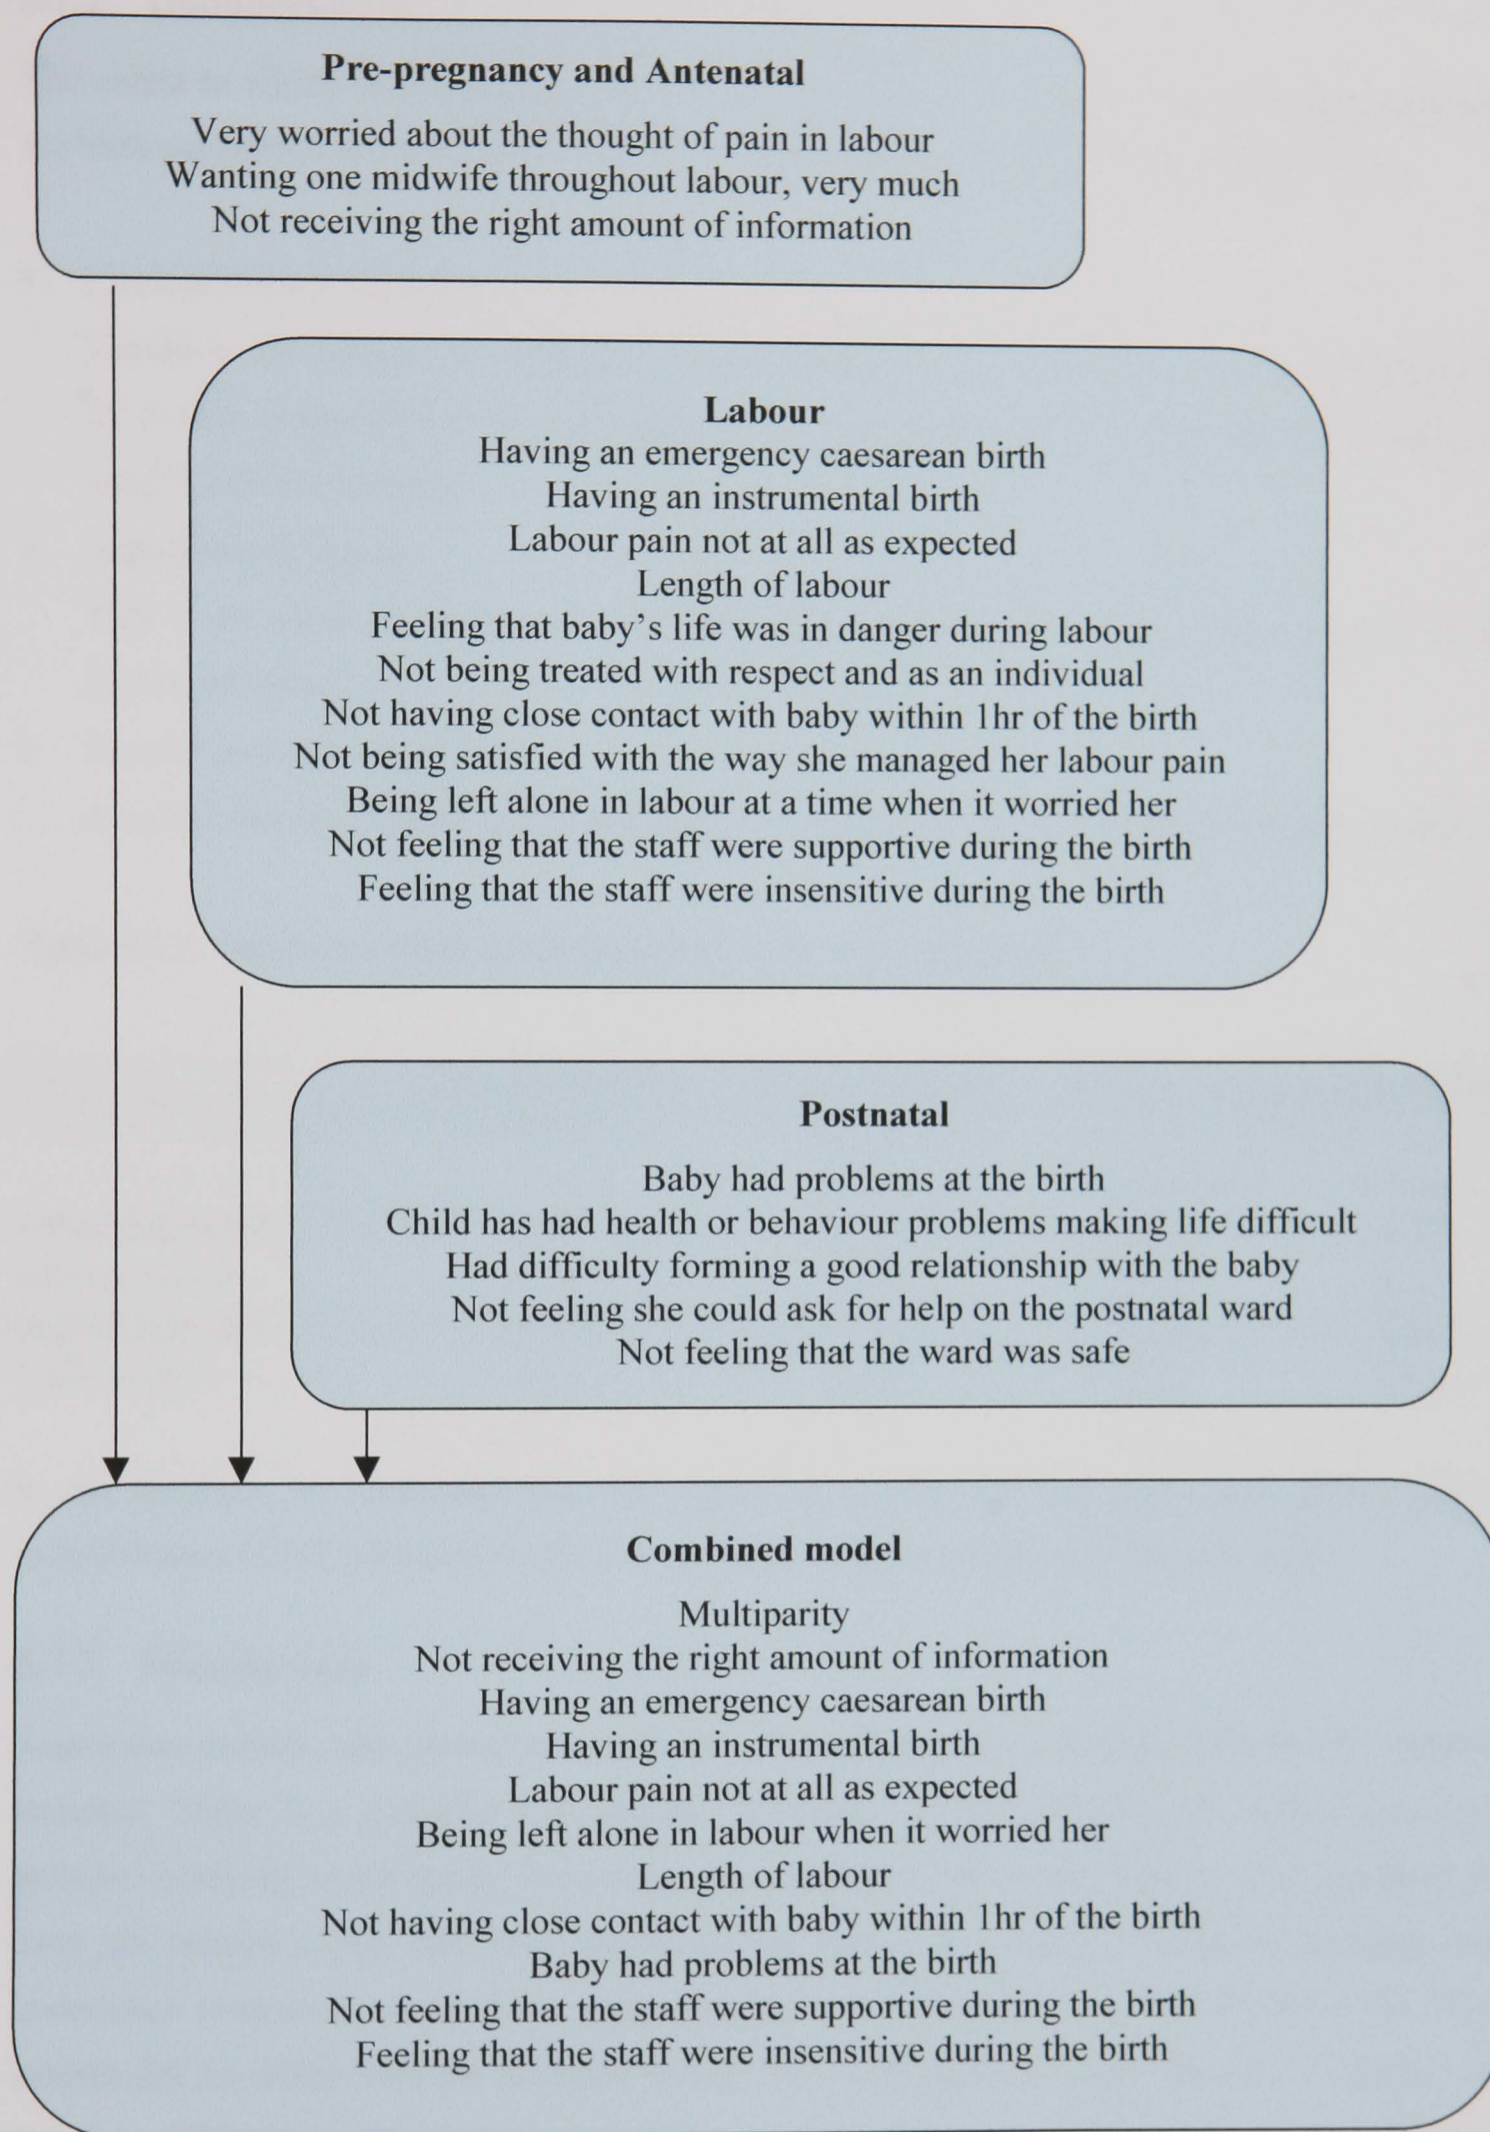 Pre-pregnancy and Antenatal
Very worried about the thought of pain in labour
Wanting one midwife throughout labour, very much
Not receiving the right amount of information
Labour
Having an emergency caesarean birth
Having an instrumental birth
Labour pain not at all as expected
Length of labour
Feeling that baby's life was in danger during labour
Not being treated with respect and as an individual
Not having close contact with baby within 1hr of the birth
Not being satisfied with the way she managed her labour pain
Being left alone in labour at a time when it worried her
Not feeling that the staff were supportive during the birth
Feeling that the staff were insensitive during the birth
Postnatal
Baby had problems at the birth
Child has had health or behaviour problems making life difficult
Had difficulty forming a good relationship with the baby
Not feeling she could ask for help on the postnatal ward
Not feeling that the ward was safe
Combined model
Multiparity
Not receiving the right amount of information
Having an emergency caesarean birth
Having an instrumental birth
Labour pain not at all as expected
Being left alone in labour when it worried her
Length of labour
Not having close contact with baby within 1hr of the birth
Baby had problems at the birth
Not feeling that the staff were supportive during the birth
Feeling that the staff were insensitive during the birth